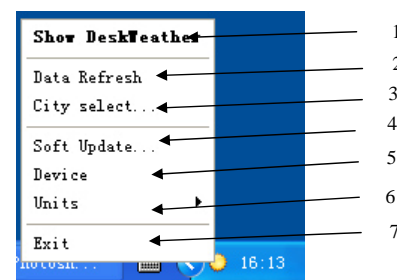 Show DeskWeather 1
Data Refresh 2
City select... 3
Soft Update... 4
Device 5
Units 6
Exit 7
16:13